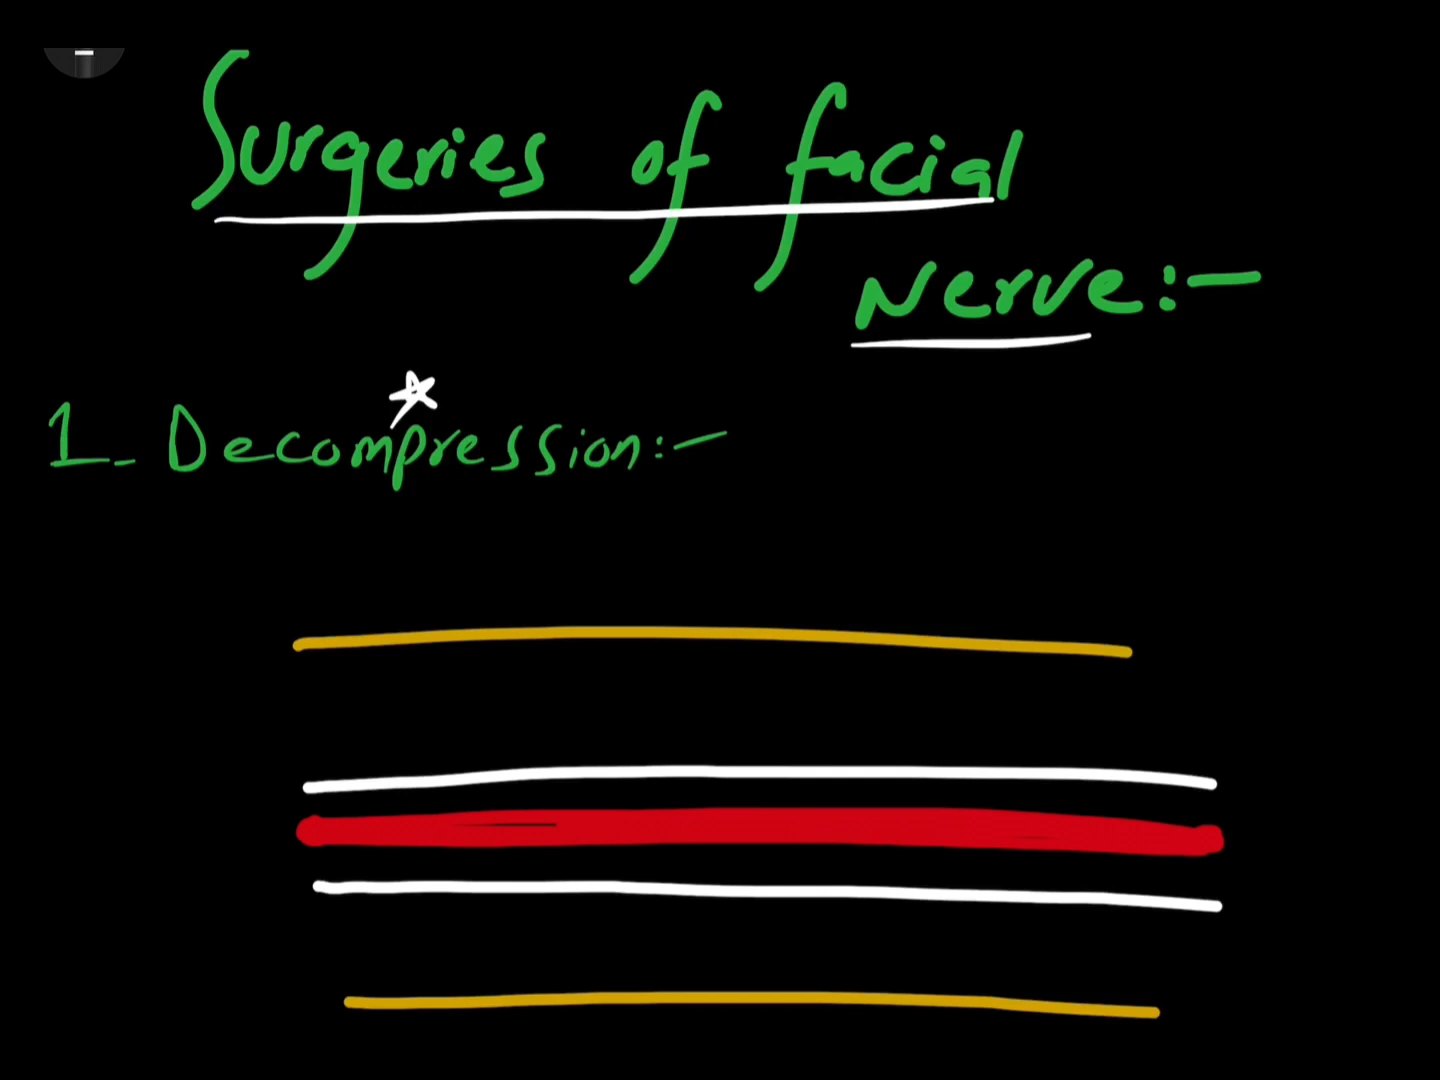 Surgeries of facial
Nerve:-
1- Decompression:-